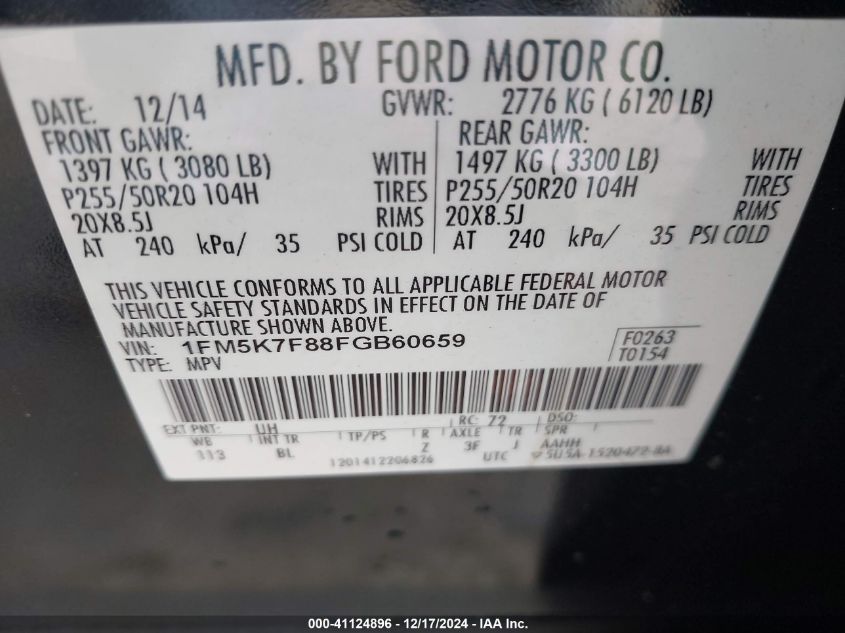 MFD. BY FORD MOTOR CO.
DATE: 12/14 GVWR: 2776 KG ( 6120 LB)
FRONT GAWR: REAR GAWR:
1397 KG ( 3080 LB) WITH 1497 KG ( 3300 LB) WITH
P255/50R20 104H TIRES P255/50R20 104H TIRES
20X8.5J RIMS 20X8.5J RIMS
AT 240 kPa/ 35 PSI COLD AT 240 kPa/ 35 PSI COLD
THIS VEHICLE CONFORMS TO ALL APPLICABLE FEDERAL MOTOR
VEHICLE SAFETY STANDARDS IN EFFECT ON THE DATE OF
MANUFACTURE SHOWN ABOVE.
VIN: 1FM5K7F88FGB60659 F0263
TYPE: MPV T0154
EXT PNT: UH RC: 72 DSO:
WB INT TR TP/PS R AXLE TR SPR
113 BL Z 3F J AAHH
1201412206826 UTC 5U5A-1520472-BA
000-41124896 - 12/17/2024 - IAA Inc.